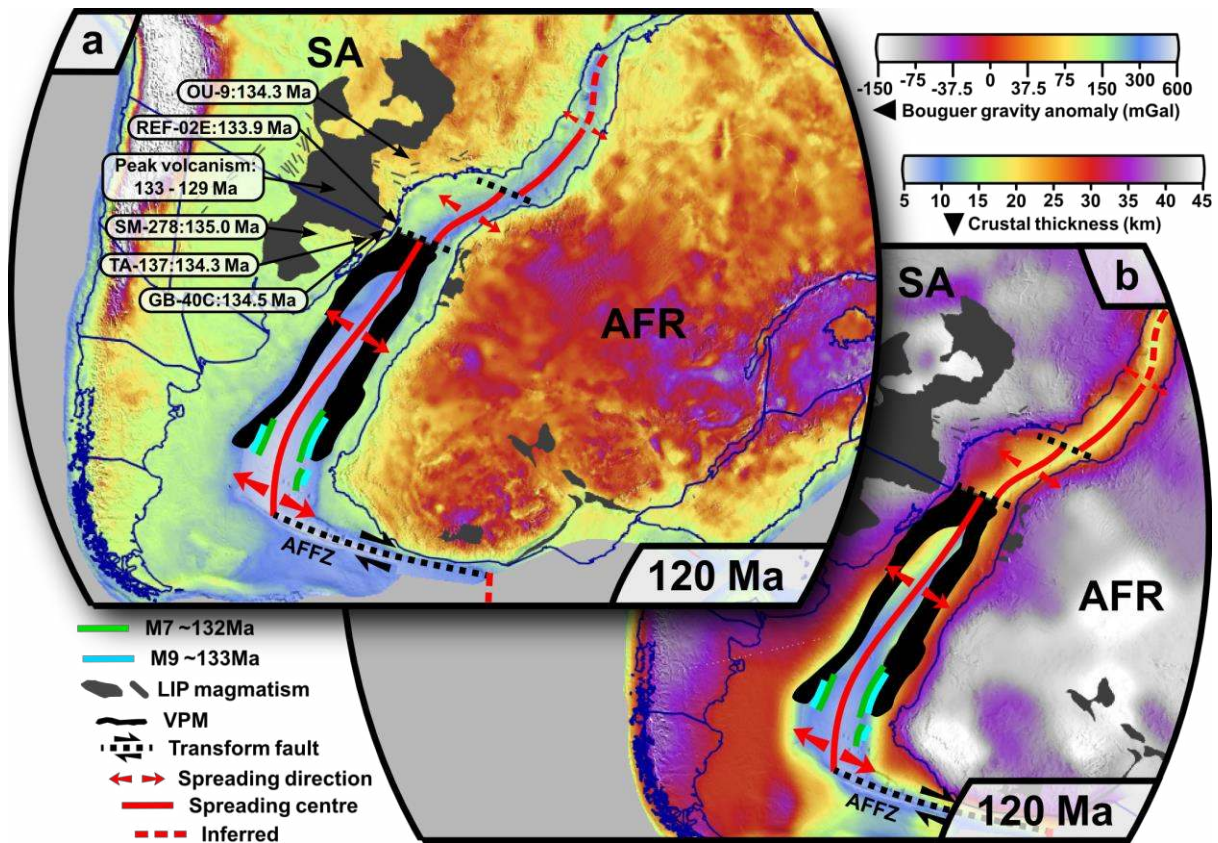 a
SA
OU-9:134.3 Ma
REF-02E:133.9 Ma
Peak volcanism:
133 - 129 Ma
SM-278:135.0 Ma
TA-137:134.3 Ma
GB-40C:134.5 Ma
AFR
AFFZ
120 Ma
-150 -75 -37.5 0 37.5 75 150 300 600
Bouguer gravity anomaly (mGal)
5 10 15 20 25 30 35 40 45
Crustal thickness (km)
b
SA
AFR
AFFZ
120 Ma
M7 ~132Ma
M9 ~133Ma
LIP magmatism
VPM
Transform fault
Spreading direction
Spreading centre
Inferred